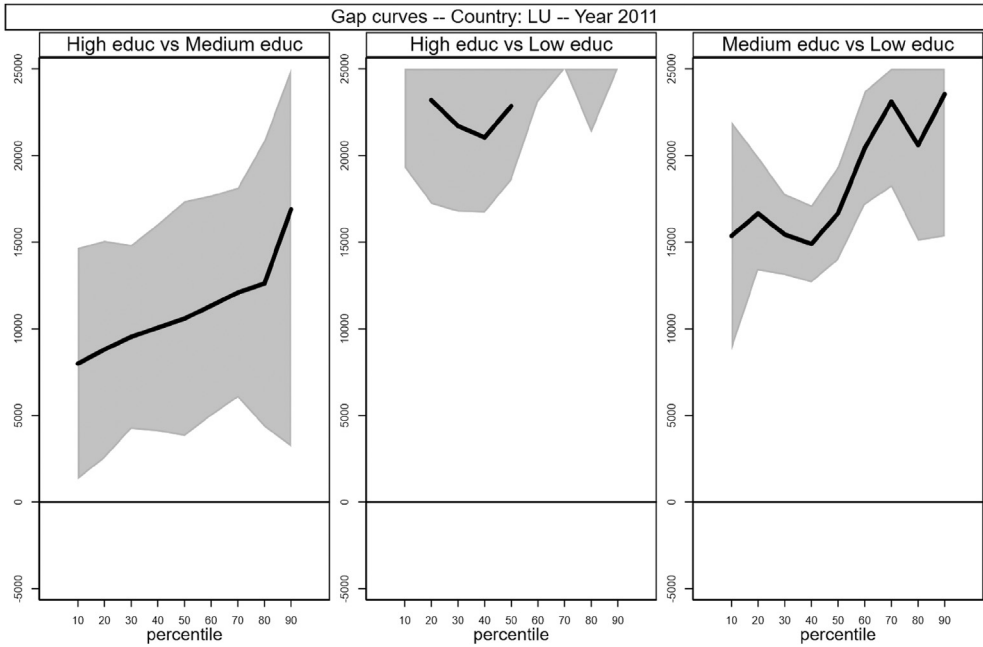 Gap curves -- Country: LU -- Year 2011
High educ vs Medium educ
High educ vs Low educ
Medium educ vs Low educ
25000
20000
15000
10000
5000
0
-5000
25000
20000
15000
10000
5000
0
-5000
25000
20000
15000
10000
5000
0
-5000
10 20 30 40 50 60 70 80 90
10 20 30 40 50 60 70 80 90
10 20 30 40 50 60 70 80 90
percentile
percentile
percentile